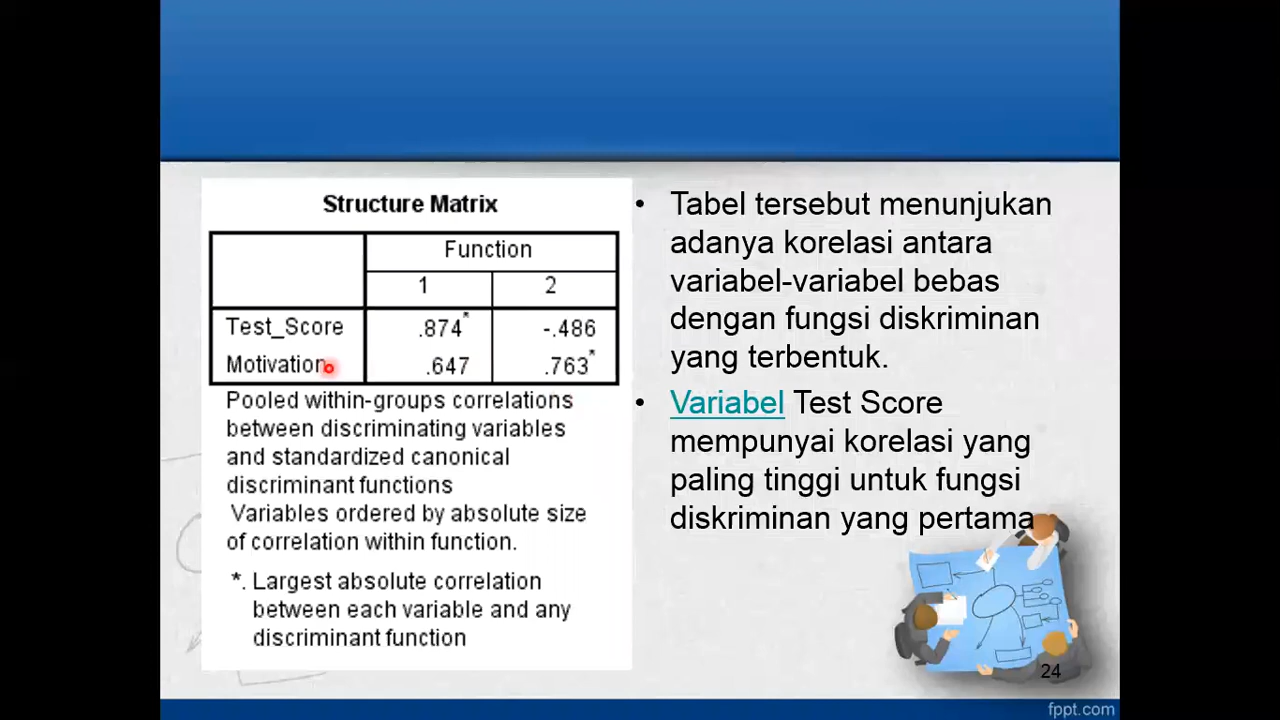 Structure Matrix
Function
1 2
Test_Score .874* -.486
Motivation .647 .763*
Pooled within-groups correlations
between discriminating variables
and standardized canonical
discriminant functions
Variables ordered by absolute size
of correlation within function.
*. Largest absolute correlation
between each variable and any
discriminant function
• Tabel tersebut menunjukan
adanya korelasi antara
variabel-variabel bebas
dengan fungsi diskriminan
yang terbentuk.
• Variabel Test Score
mempunyai korelasi yang
paling tinggi untuk fungsi
diskriminan yang pertama
24
fppt.com